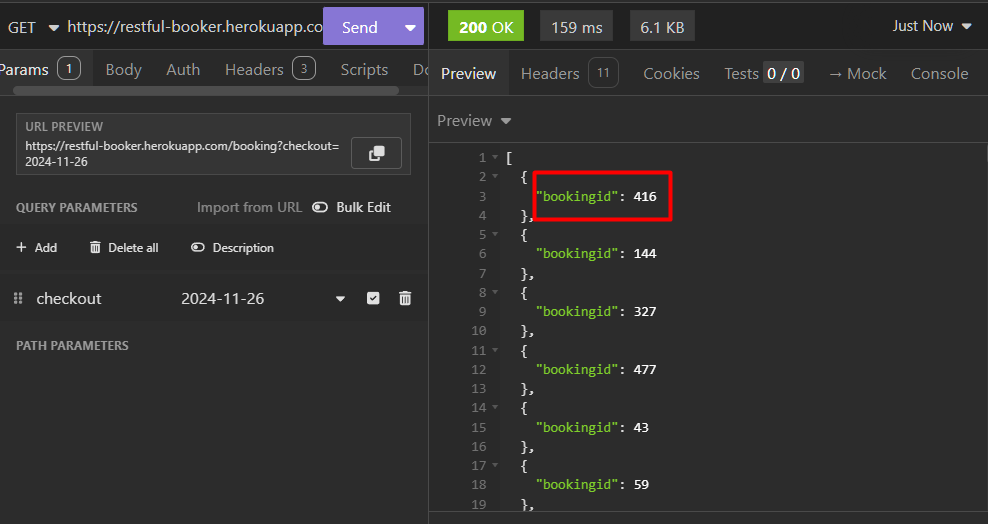 GET https://restful-booker.herokuapp.co Send
Params 1 Body Auth Headers 3 Scripts Do
URL PREVIEW
https://restful-booker.herokuapp.com/booking?checkout=
2024-11-26
QUERY PARAMETERS Import from URL Bulk Edit
+ Add Delete all Description
checkout 2024-11-26
PATH PARAMETERS
200 OK 159 ms 6.1 KB Just Now
Preview Headers 11 Cookies Tests 0 / 0 → Mock Console
Preview
1 [
2 {
3 "bookingid": 416
4 },
5 {
6 "bookingid": 144
7 },
8 {
9 "bookingid": 327
10 },
11 {
12 "bookingid": 477
13 },
14 {
15 "bookingid": 43
16 },
17 {
18 "bookingid": 59
19 },